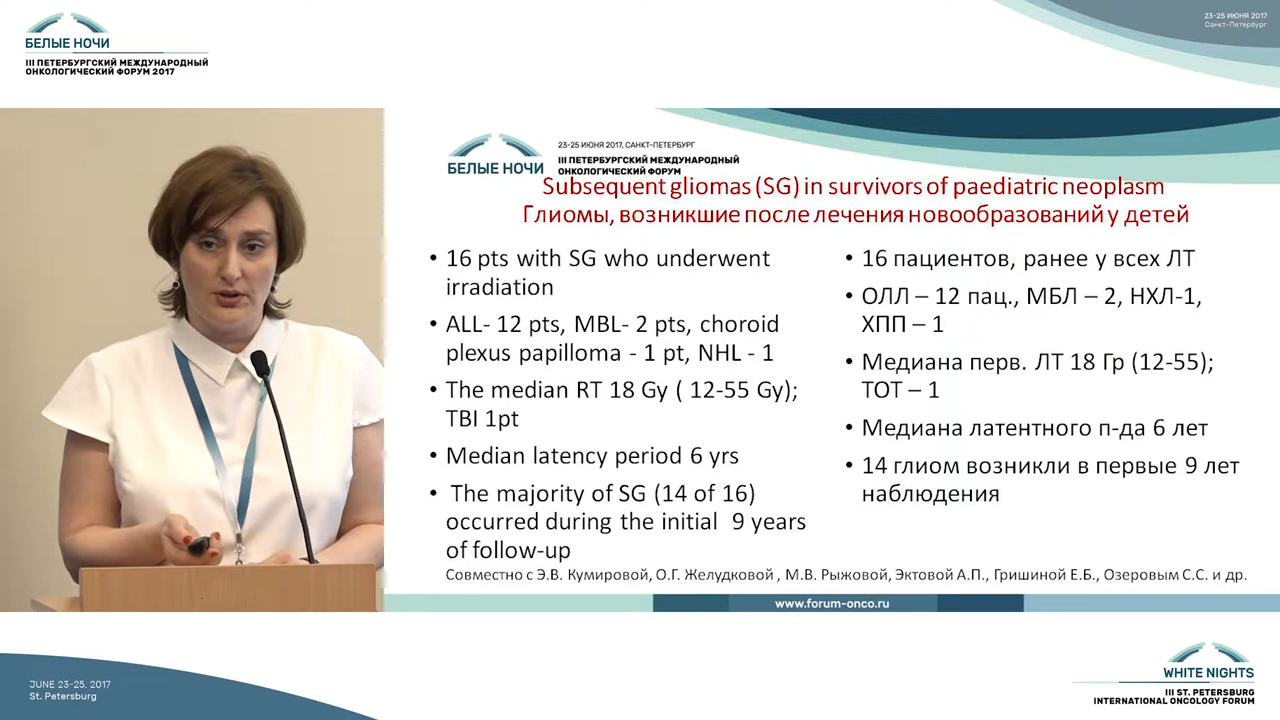 БЕЛЫЕ НОЧИ
III ПЕТЕРБУРГСКИЙ МЕЖДУНАРОДНЫЙ
ОНКОЛОГИЧЕСКИЙ ФОРУМ 2017
23-25 ИЮНЯ 2017
Санкт-Петербург
БЕЛЫЕ НОЧИ
23-25 ИЮНЯ 2017, САНКТ-ПЕТЕРБУРГ
III ПЕТЕРБУРГСКИЙ МЕЖДУНАРОДНЫЙ
ОНКОЛОГИЧЕСКИЙ ФОРУМ
Subsequent gliomas (SG) in survivors of paediatric neoplasm
Глиомы, возникшие после лечения новообразований у детей
• 16 pts with SG who underwent
irradiation
• ALL- 12 pts, MBL- 2 pts, choroid
plexus papilloma - 1 pt, NHL - 1
• The median RT 18 Gy ( 12-55 Gy);
TBI 1pt
• Median latency period 6 yrs
• The majority of SG (14 of 16)
occurred during the initial 9 years
of follow-up
• 16 пациентов, ранее у всех ЛТ
• ОЛЛ – 12 пац., МБЛ – 2, НХЛ-1,
ХПП – 1
• Медиана перв. ЛТ 18 Гр (12-55);
ТОТ – 1
• Медиана латентного п-да 6 лет
• 14 глиом возникли в первые 9 лет
наблюдения
Совместно с Э.В. Кумировой, О.Г. Желудковой , М.В. Рыжовой, Эктовой А.П., Гришиной Е.Б., Озеровым С.С. и др.
www.forum-onco.ru
JUNE 23-25, 2017
St. Petersburg
WHITE NIGHTS
III ST. PETERSBURG
INTERNATIONAL ONCOLOGY FORUM